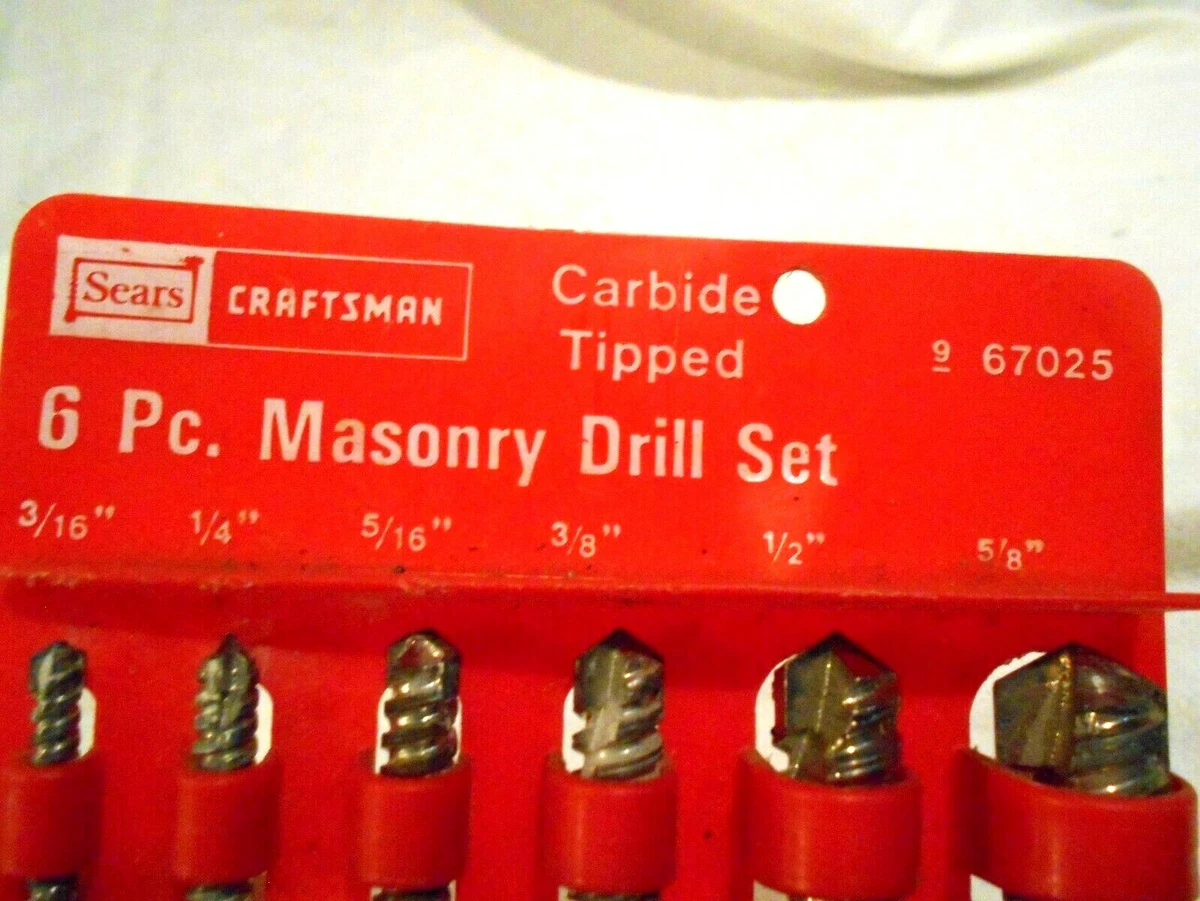 Sears CRAFTSMAN
Carbide
Tipped
9 67025
6 Pc. Masonry Drill Set
3/16” 1/4” 5/16” 3/8” 1/2” 5/8”